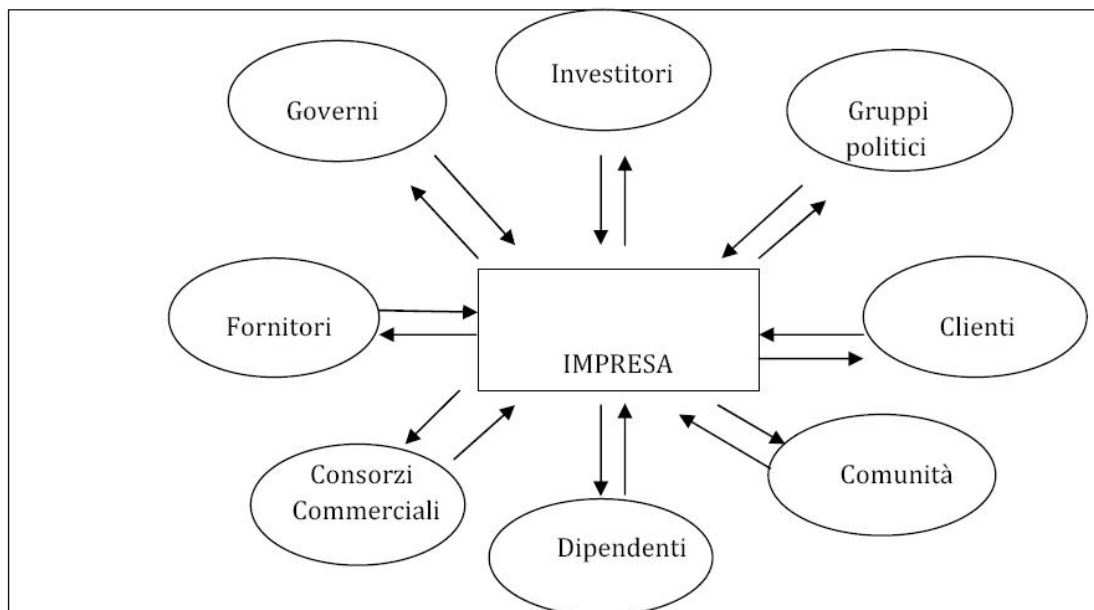 Investitori
Governi
Gruppi
politici
Fornitori
IMPRESA
Clienti
Consorzi
Commerciali
Comunità
Dipendenti